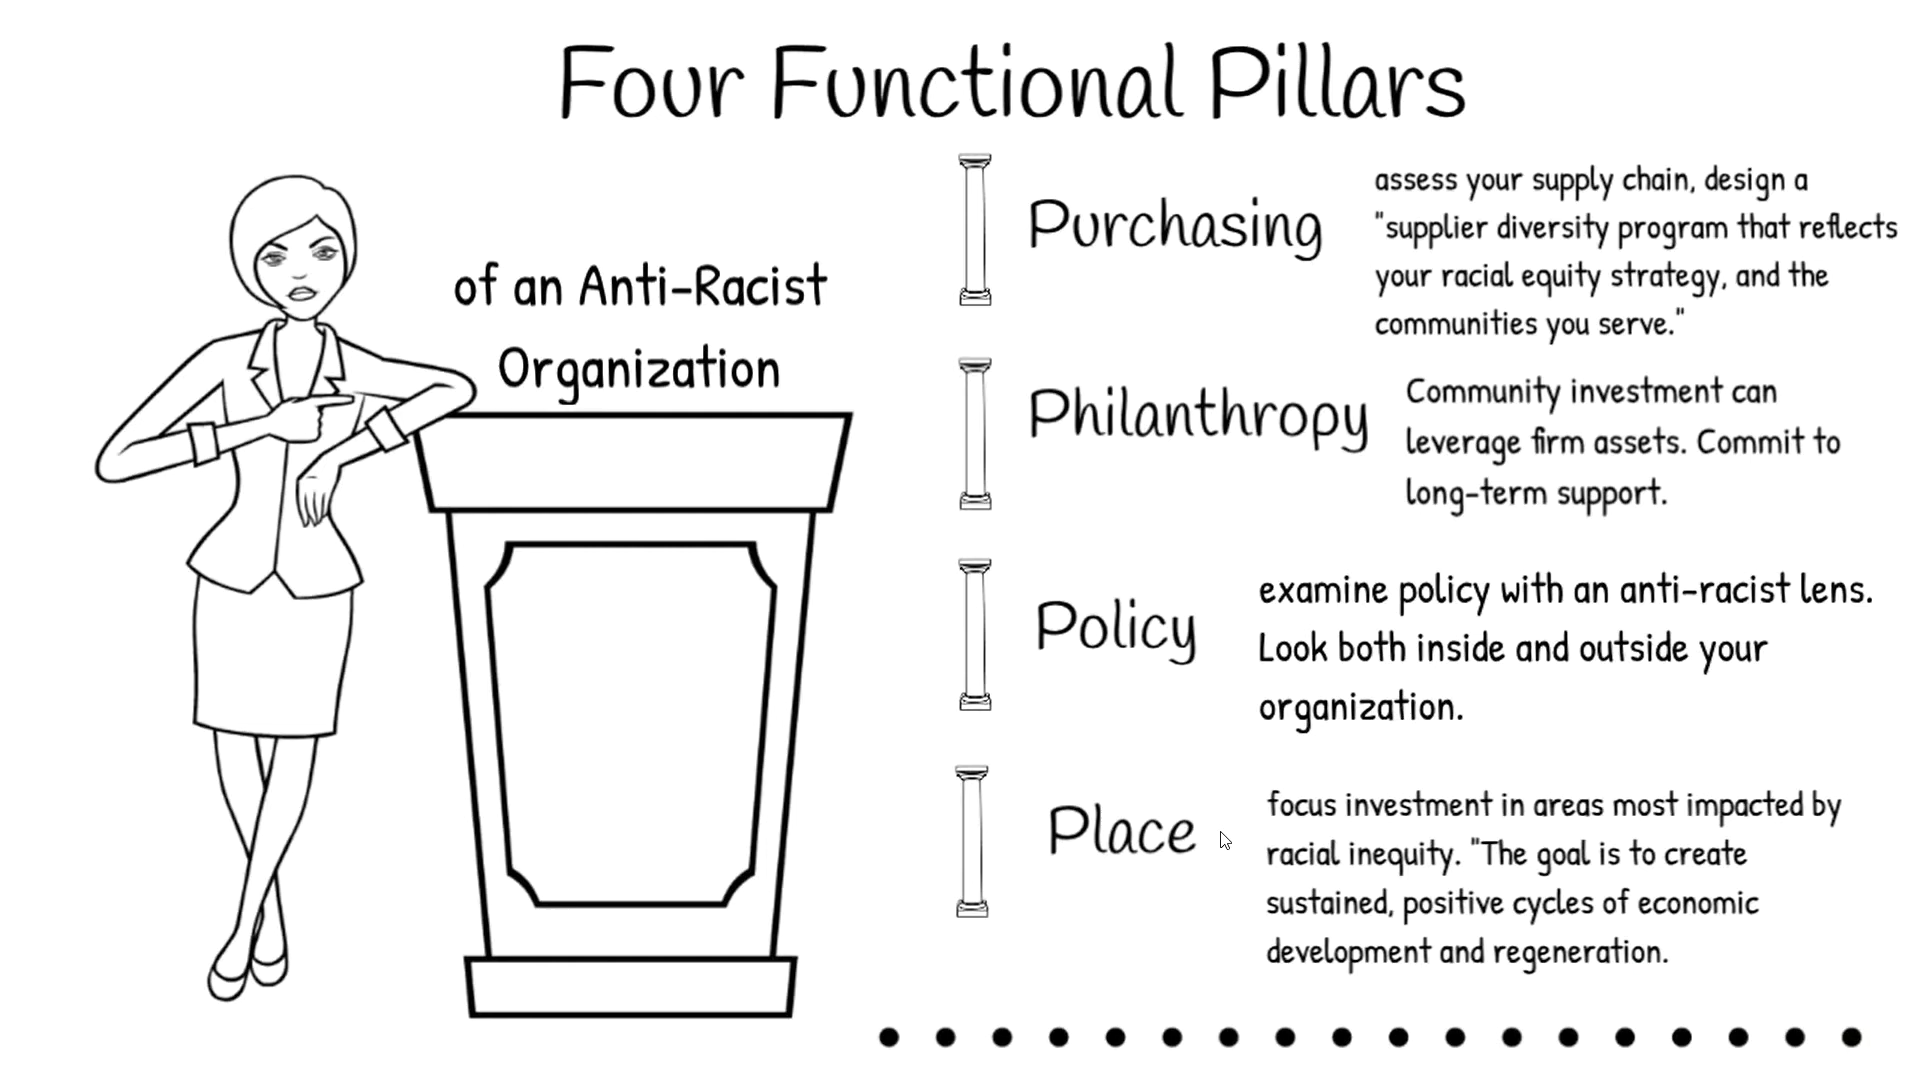 Four Functional Pillars
of an Anti-Racist
Organization
Purchasing
assess your supply chain, design a
"supplier diversity program that reflects
your racial equity strategy, and the
communities you serve."
Philanthropy
Community investment can
leverage firm assets. Commit to
long-term support.
Policy
examine policy with an anti-racist lens.
Look both inside and outside your
organization.
Place
focus investment in areas most impacted by
racial inequity. "The goal is to create
sustained, positive cycles of economic
development and regeneration.